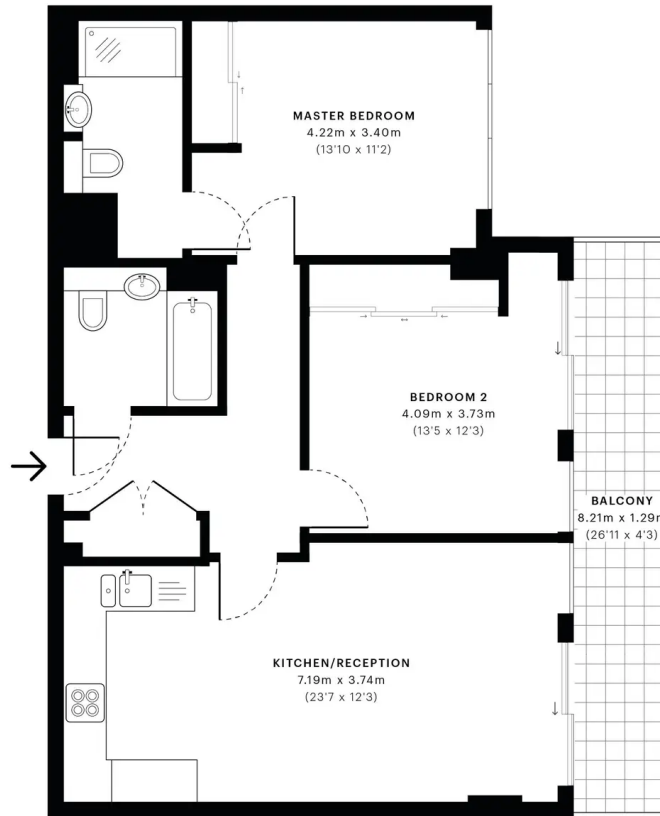 MASTER BEDROOM
4.22m x 3.40m
(13'10 x 11'2)
BEDROOM 2
4.09m x 3.73m
(13'5 x 12'3)
BALCONY
8.21m x 1.29m
(26'11 x 4'3)
KITCHEN/RECEPTION
7.19m x 3.74m
(23'7 x 12'3)